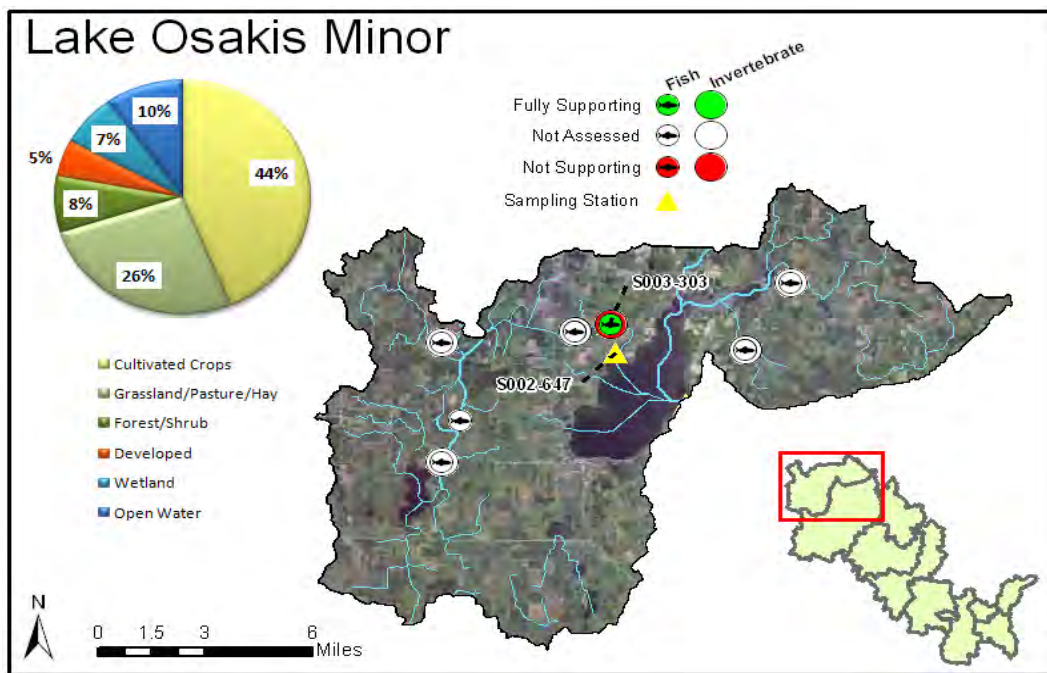 Lake Osakis Minor
10%
7%
5%
8%
44%
26%
Fish
Invertebrate
Fully Supporting
Not Assessed
Not Supporting
Sampling Station
S003-303
S002-647
Cultivated Crops
Grassland/Pasture/Hay
Forest/Shrub
Developed
Wetland
Open Water
N
0 1.5 3 6
Miles